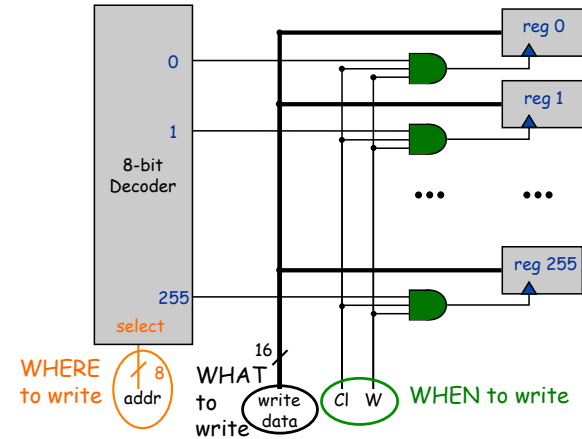 reg 0
0
reg 1
1
8-bit
Decoder
••• •••
reg 255
255
select
16
WHERE
to write
8
addr
WHAT
to
write
write
data
Cl W
WHEN to write